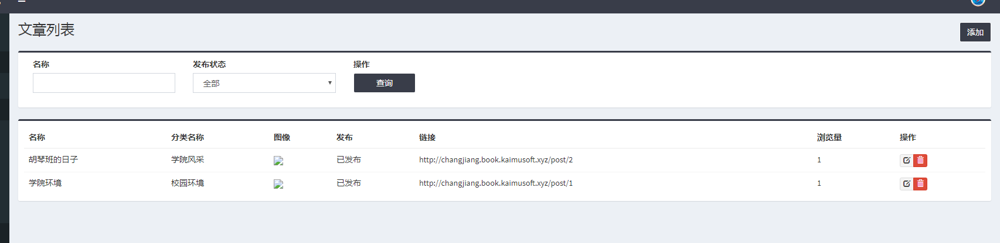 文章列表
添加
名称 发布状态 操作
全部 查询
名称 分类名称 图像 发布 链接 浏览量 操作
胡琴班的日子 学院风采 已发布 http://changjiang.book.kaimusoft.xyz/post/2 1
学院环境 校园环境 已发布 http://changjiang.book.kaimusoft.xyz/post/1 1